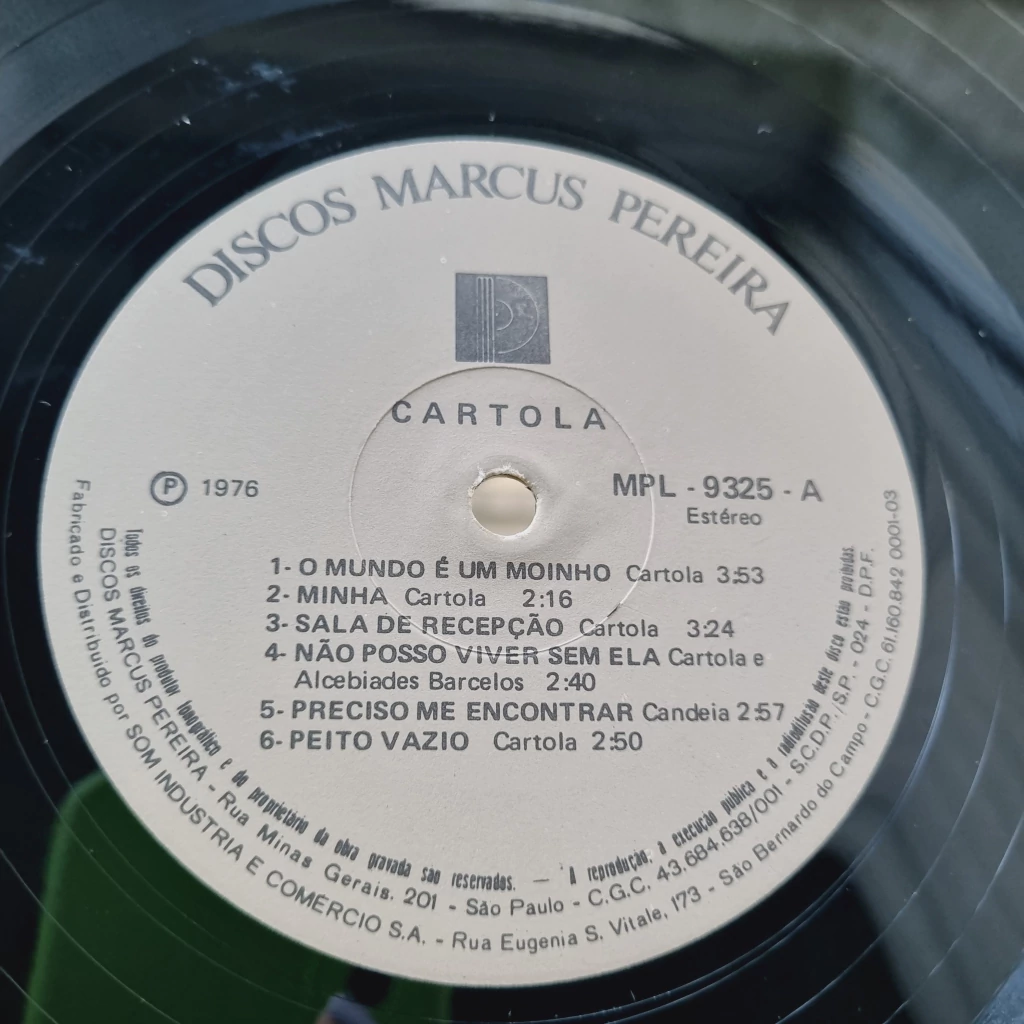 DISCOS MARCUS PEREIRA
CARTOLA
Ⓟ 1976
MPL - 9325 - A
Estéreo
1- O MUNDO É UM MOINHO Cartola 3:53
2- MINHA Cartola 2:16
3- SALA DE RECEPÇÃO Cartola 3:24
4- NÃO POSSO VIVER SEM ELA Cartola e
Alcebiades Barcelos 2:40
5- PRECISO ME ENCONTRAR Candeia 2:57
6- PEITO VAZIO Cartola 2:50
Todos os direitos do produtor fonográfico e do proprietário da obra gravada são reservados. — A reprodução, a execução pública e a radiodifusão deste disco estão proibidas.
DISCOS MARCUS PEREIRA - Rua Minas Gerais, 201 - São Paulo - C.G.C. 43.684.638/001 - S.C.D.P./S.P. - 024 - D.P.F.
Fabricado e Distribuido por SOM INDUSTRIA E COMERCIO S.A. - Rua Eugenia S. Vitale, 173 - São Bernardo do Campo - C.G.C. 61.160.842 0001-03